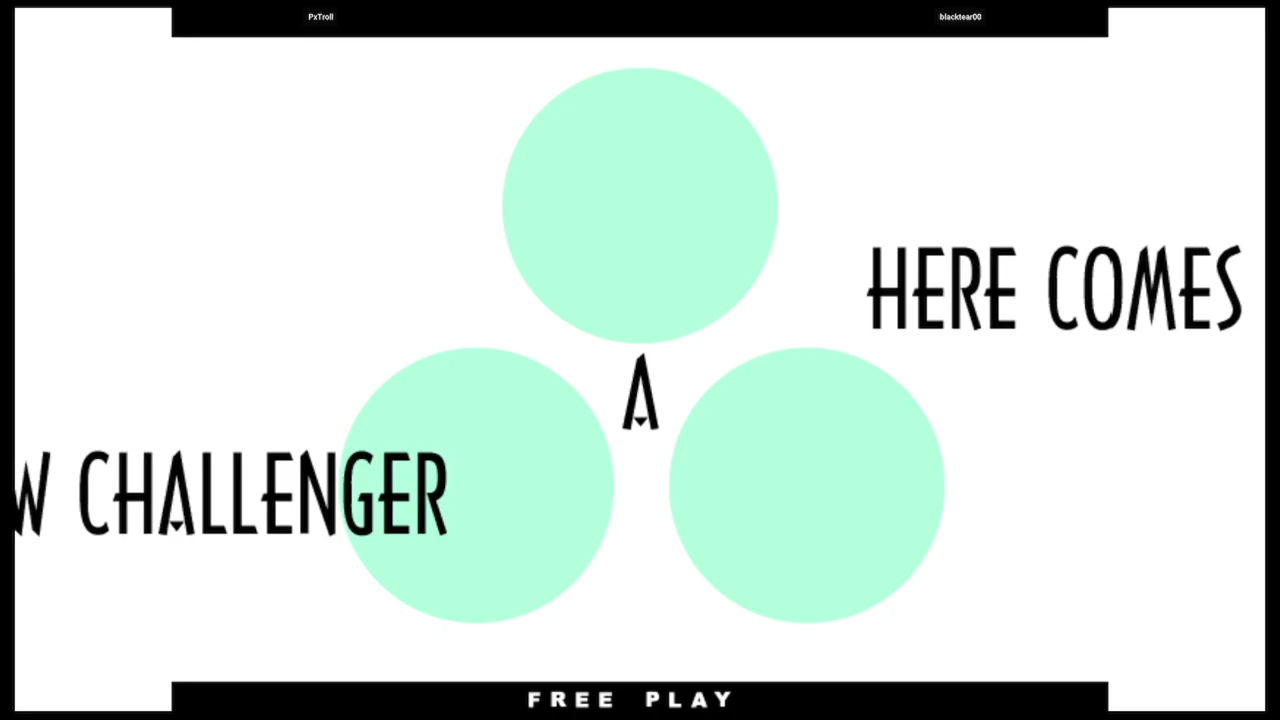 PxTroll
blacktear00
HERE COMES
A
W CHALLENGER
FREE PLAY